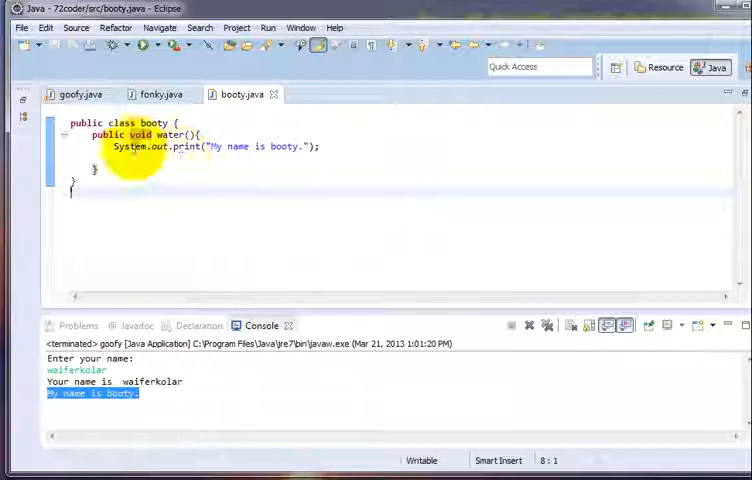 Java - 72coder/src/booty.java - Eclipse
File Edit Source Refactor Navigate Search Project Run Window Help
Quick Access Resource Java
goofy.java fonky.java booty.java
public class booty {
public void water(){
System.out.print("My name is booty.");
}
}
Problems Javadoc Declaration Console
<terminated> goofy [Java Application] C:\Program Files\Java\jre7\bin\javaw.exe (Mar 21, 2013 1:01:20 PM)
Enter your name:
waiferkolar
Your name is waiferkolar
My name is booty.
Writable Smart Insert 8 : 1